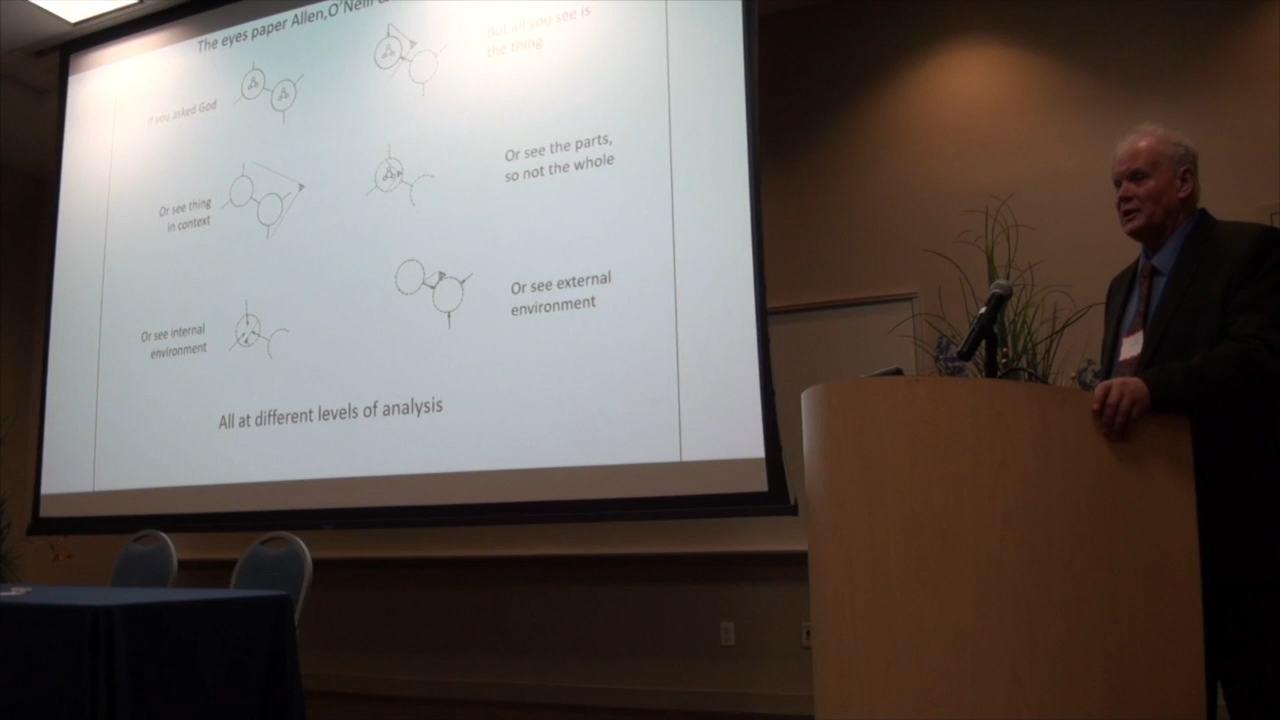 The eyes paper Allen,O'Neill
But all you see is
the thing
If you asked God
Or see the parts,
so not the whole
Or see thing
in context
Or see external
environment
Or see internal
environment
All at different levels of analysis